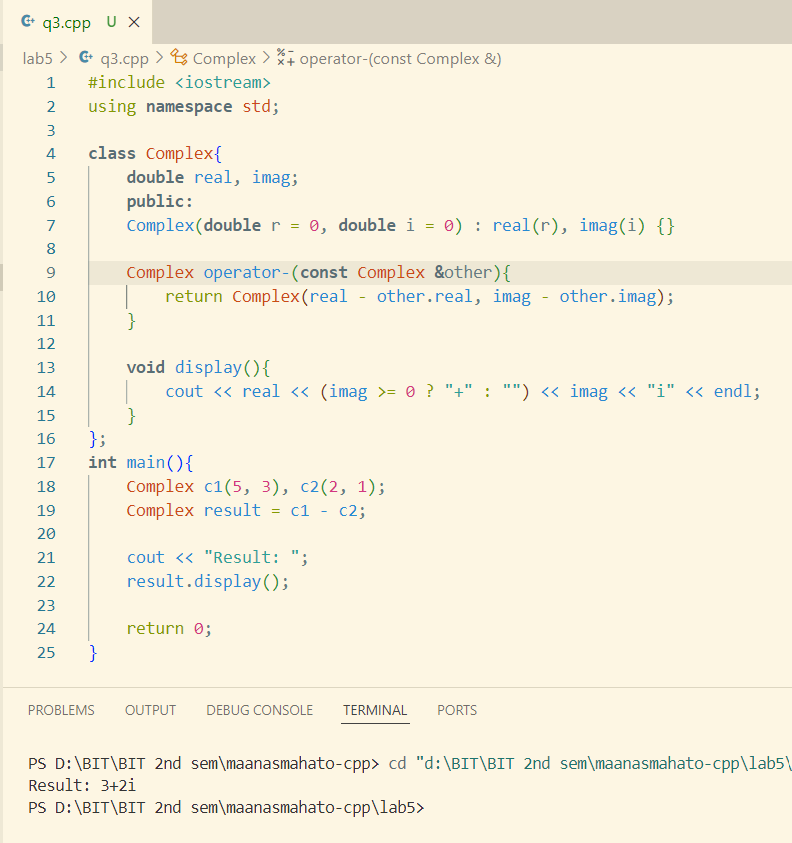 q3.cpp U ×
lab5 > q3.cpp > Complex > operator-(const Complex &)
1 #include <iostream>
2 using namespace std;
3
4 class Complex{
5     double real, imag;
6     public:
7     Complex(double r = 0, double i = 0) : real(r), imag(i) {}
8
9     Complex operator-(const Complex &other){
10         return Complex(real - other.real, imag - other.imag);
11     }
12
13     void display(){
14         cout << real << (imag >= 0 ? "+" : "") << imag << "i" << endl;
15     }
16 };
17 int main(){
18     Complex c1(5, 3), c2(2, 1);
19     Complex result = c1 - c2;
20
21     cout << "Result: ";
22     result.display();
23
24     return 0;
25 }
PROBLEMS OUTPUT DEBUG CONSOLE TERMINAL PORTS
PS D:\BIT\BIT 2nd sem\maanasmahato-cpp> cd "d:\BIT\BIT 2nd sem\maanasmahato-cpp\lab5\
Result: 3+2i
PS D:\BIT\BIT 2nd sem\maanasmahato-cpp\lab5>